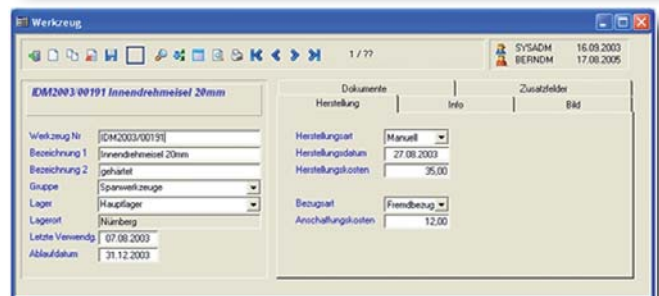 Werkzeug
1 / ??
SYSADM 16.09.2003
BERNDM 17.08.2005
IDM2003/00191 Innendrehmeisel 20mm
Werkzeug Nr IDM2003/00191
Bezeichnung 1 Innendrehmeisel 20mm
Bezeichnung 2 gehärtet
Gruppe Spanwerkzeuge
Lager Hauptlager
Lagerort Nürnberg
Letzte Verwendg. 07.08.2003
Ablaufdatum 31.12.2003
Dokumente Zusatzfelder
Herstellung Info Bild
Herstellungsart Manuell
Herstellungsdatum 27.08.2003
Herstellungskosten 35,00
Bezugsart Fremdbezug
Anschaffungskosten 12,00